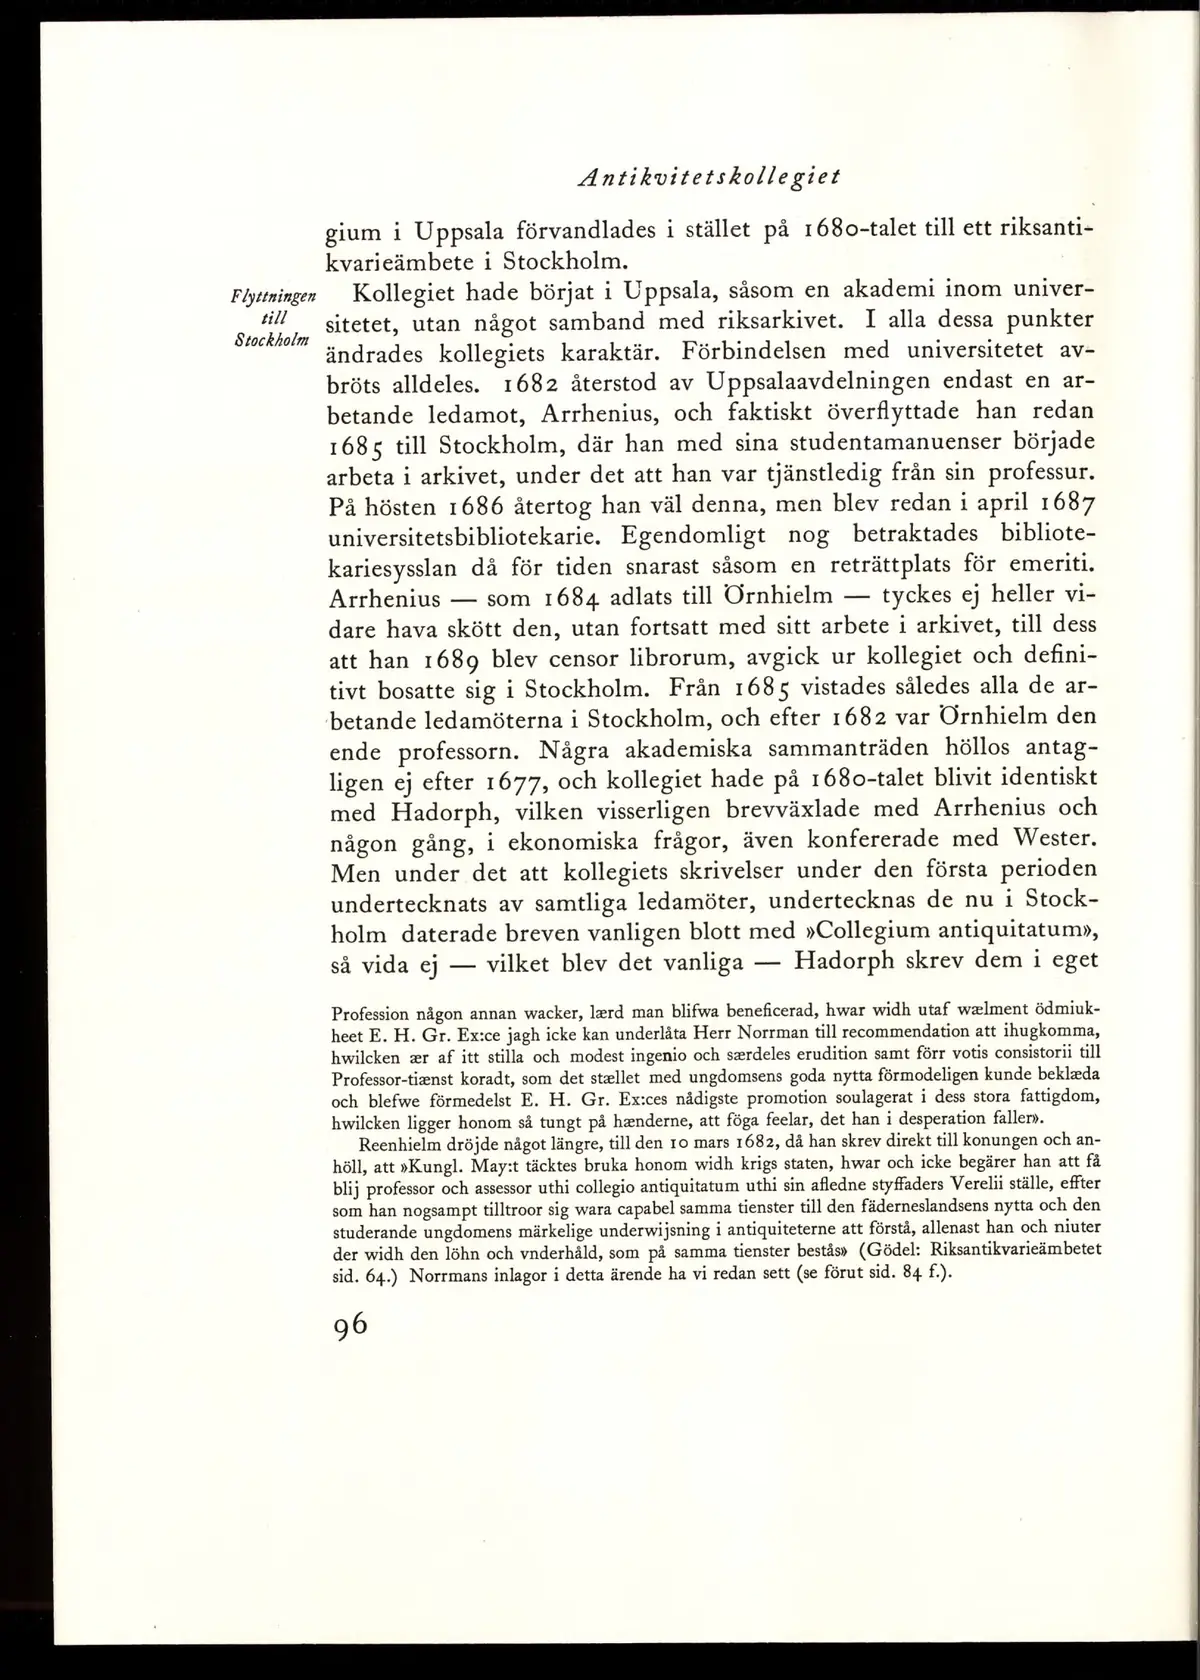 Antikvitetskollegiet
gium i Uppsala förvandlades i stället på 1680-talet till ett riksanti-
kvarieämbete i Stockholm.
Flyttningen
till
Stockholm
Kollegiet hade börjat i Uppsala, såsom en akademi inom univer-
sitetet, utan något samband med riksarkivet. I alla dessa punkter
ändrades kollegiets karaktär. Förbindelsen med universitetet av-
bröts alldeles. 1682 återstod av Uppsalaavdelningen endast en ar-
betande ledamot, Arrhenius, och faktiskt överflyttade han redan
1685 till Stockholm, där han med sina studentamanuenser började
arbeta i arkivet, under det att han var tjänstledig från sin professur.
På hösten 1686 återtog han väl denna, men blev redan i april 1687
universitetsbibliotekarie. Egendomligt nog betraktades bibliote-
kariesysslan då för tiden snarast såsom en reträttplats för emeriti.
Arrhenius — som 1684 adlats till Örnhielm — tyckes ej heller vi-
dare hava skött den, utan fortsatt med sitt arbete i arkivet, till dess
att han 1689 blev censor librorum, avgick ur kollegiet och defini-
tivt bosatte sig i Stockholm. Från 1685 vistades således alla de ar-
betande ledamöterna i Stockholm, och efter 1682 var Örnhielm den
ende professorn. Några akademiska sammanträden höllos antag-
ligen ej efter 1677, och kollegiet hade på 1680-talet blivit identiskt
med Hadorph, vilken visserligen brevväxlade med Arrhenius och
någon gång, i ekonomiska frågor, även konfererade med Wester.
Men under det att kollegiets skrivelser under den första perioden
undertecknats av samtliga ledamöter, undertecknas de nu i Stock-
holm daterade breven vanligen blott med »Collegium antiquitatum»,
så vida ej — vilket blev det vanliga — Hadorph skrev dem i eget
Profession någon annan wacker, lærd man blifwa beneficerad, hwar widh utaf wælment ödmiuk-
heet E. H. Gr. Ex:ce jagh icke kan underlåta Herr Norrman till recommendation att ihugkomma,
hwilcken ær af itt stilla och modest ingenio och særdeles erudition samt förr votis consistorii till
Professor-tiænst koradt, som det stællet med ungdomsens goda nytta förmodeligen kunde beklæda
och blefwe förmedelst E. H. Gr. Ex:ces nådigste promotion soulagerat i dess stora fattigdom,
hwilcken ligger honom så tungt på hænderne, att föga feelar, det han i desperation faller».
Reenhielm dröjde något längre, till den 10 mars 1682, då han skrev direkt till konungen och an-
höll, att »Kungl. May:t täcktes bruka honom widh krigs staten, hwar och icke begärer han att få
blij professor och assessor uthi collegio antiquitatum uthi sin afledne styffaders Verelii ställe, effter
som han nogsampt tilltroor sig wara capabel samma tienster till den fäderneslandsens nytta och den
studerande ungdomens märkelige underwijsning i antiquiteterne att förstå, allenast han och niuter
der widh den löhn och vnderhåld, som på samma tienster bestås» (Gödel: Riksantikvarieämbetet
sid. 64.) Norrmans inlagor i detta ärende ha vi redan sett (se förut sid. 84 f.).
96